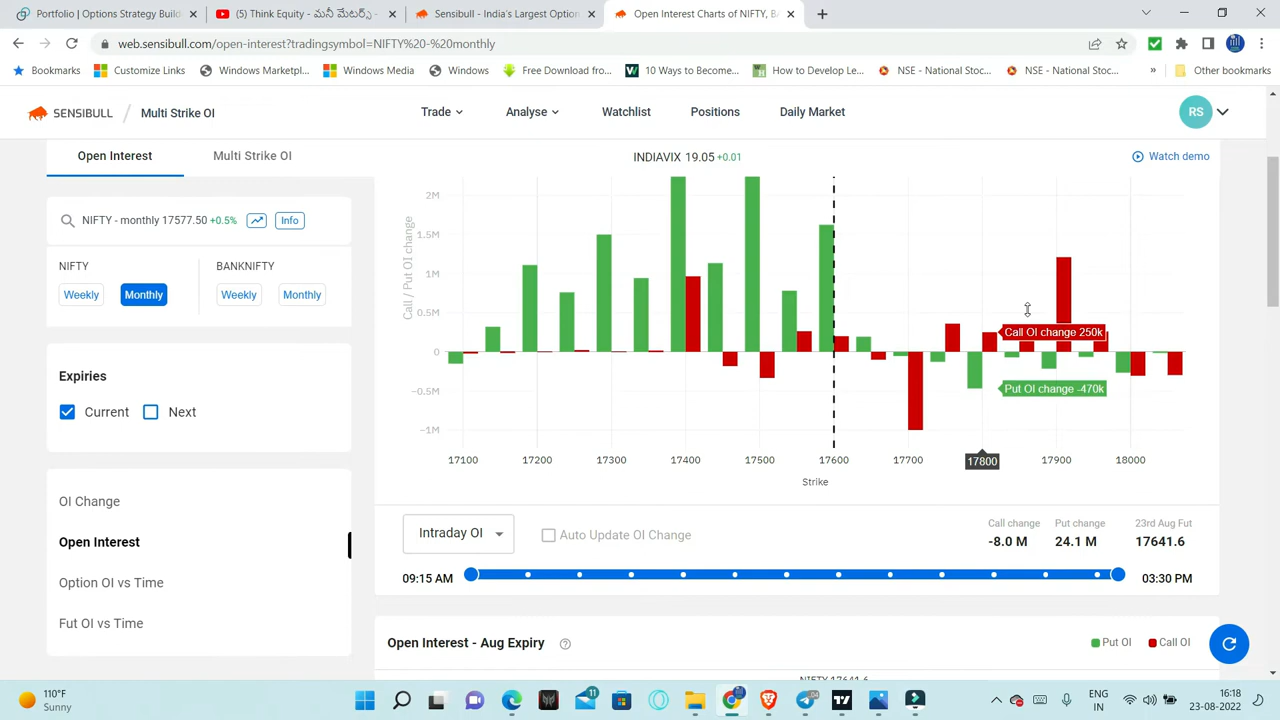 Portfolio | Options Strategy Build
(5) Think Equity - మనీ మేటర్స్ -
Sensibull - India's Largest Option
Open Interest Charts of NIFTY, BA
web.sensibull.com/open-interest?tradingsymbol=NIFTY%20-%20monthly
Bookmarks
Customize Links
Windows Marketpl...
Windows Media
Windows
Free Download fro...
10 Ways to Become...
How to Develop Le...
NSE - National Stoc...
NSE - National Stoc...
»
Other bookmarks
SENSIBULL / Multi Strike OI
Trade
Analyse
Watchlist
Positions
Daily Market
RS
Open Interest
Multi Strike OI
INDIAVIX 19.05 +0.01
Watch demo
NIFTY - monthly 17577.50 +0.5%
Info
NIFTY
BANKNIFTY
Weekly
Monthly
Weekly
Monthly
Expiries
Current
Next
OI Change
Open Interest
Option OI vs Time
Fut OI vs Time
Call / Put OI change
2M
1.5M
1M
0.5M
0
−0.5M
−1M
Call OI change 250k
Put OI change -470k
17100
17200
17300
17400
17500
17600
17700
17800
17900
18000
Strike
Intraday OI
Auto Update OI Change
Call change
-8.0 M
Put change
24.1 M
23rd Aug Fut
17641.6
09:15 AM
03:30 PM
Open Interest - Aug Expiry
Put OI
Call OI
NIFTY 17641.6
110°F
Sunny
11
ENG
IN
16:18
23-08-2022